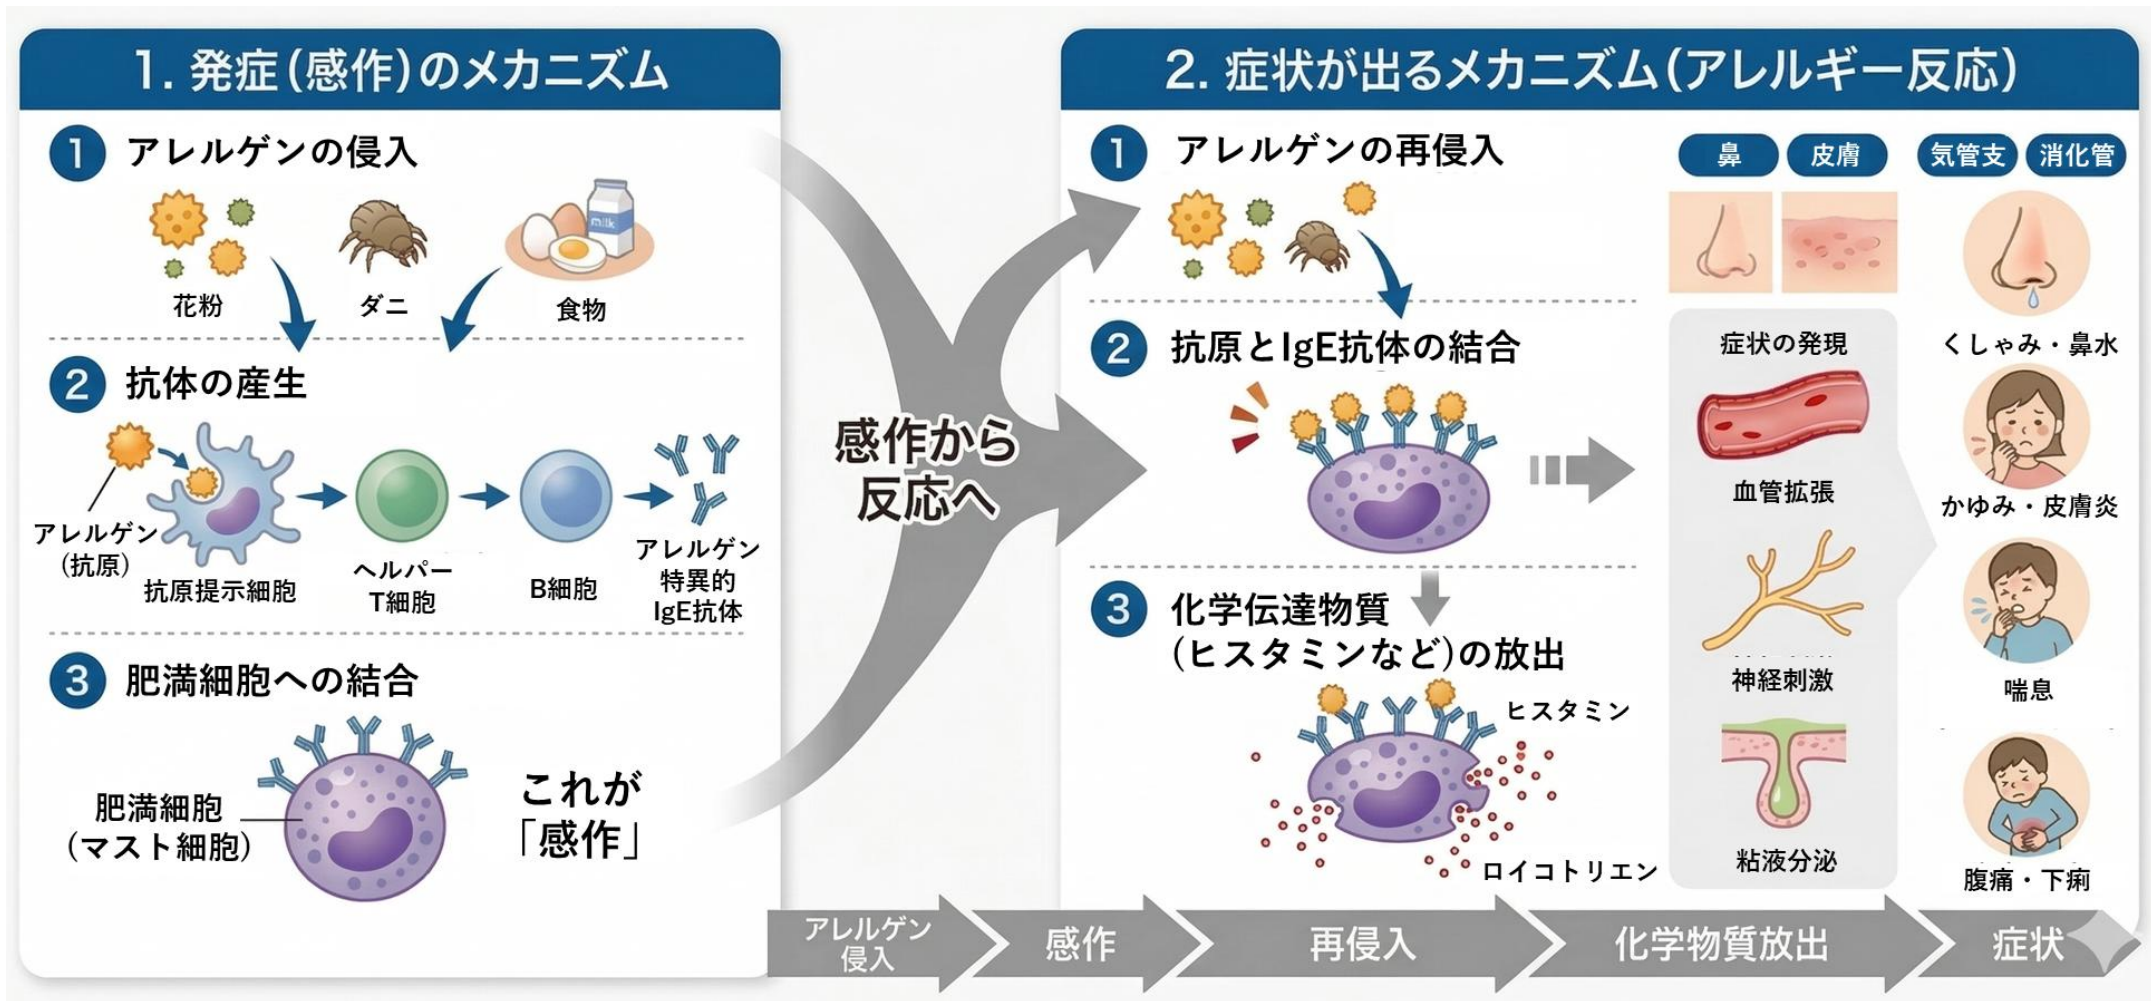 1. 発症(感作)のメカニズム
1 アレルゲンの侵入
milk
花粉
ダニ
食物
2 抗体の産生
アレルゲン
(抗原)
抗原提示細胞
ヘルパー
T細胞
B細胞
アレルゲン
特異的
IgE抗体
3 肥満細胞への結合
肥満細胞
(マスト細胞)
これが
「感作」
感作から
反応へ
2. 症状が出るメカニズム(アレルギー反応)
1 アレルゲンの再侵入
2 抗原とIgE抗体の結合
3 化学伝達物質
(ヒスタミンなど)の放出
ヒスタミン
ロイコトリエン
鼻
皮膚
気管支
消化管
症状の発現
血管拡張
神経刺激
粘液分泌
くしゃみ・鼻水
かゆみ・皮膚炎
喘息
腹痛・下痢
アレルゲン
侵入
感作
再侵入
化学物質放出
症状